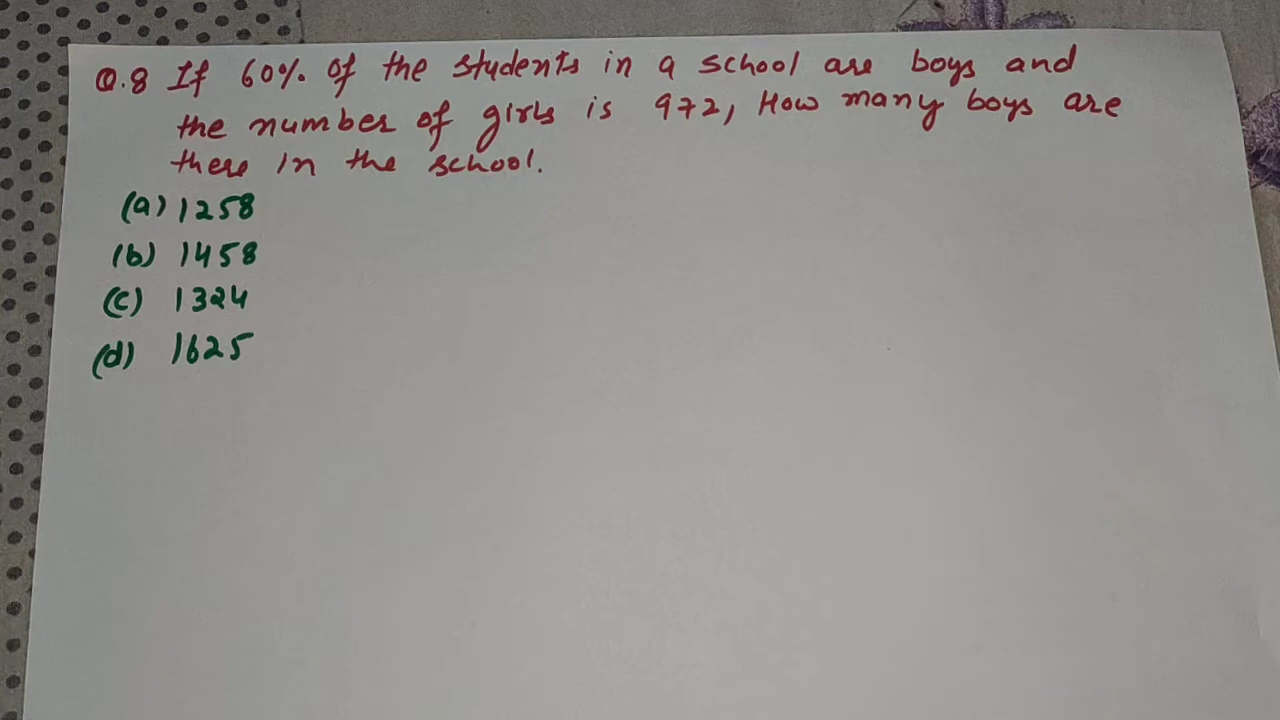 Q.8 If 60% of the students in a school are boys and
the number of girls is 972, How many boys are
there in the school.
(a) 1258
(b) 1458
(c) 1324
(d) 1625